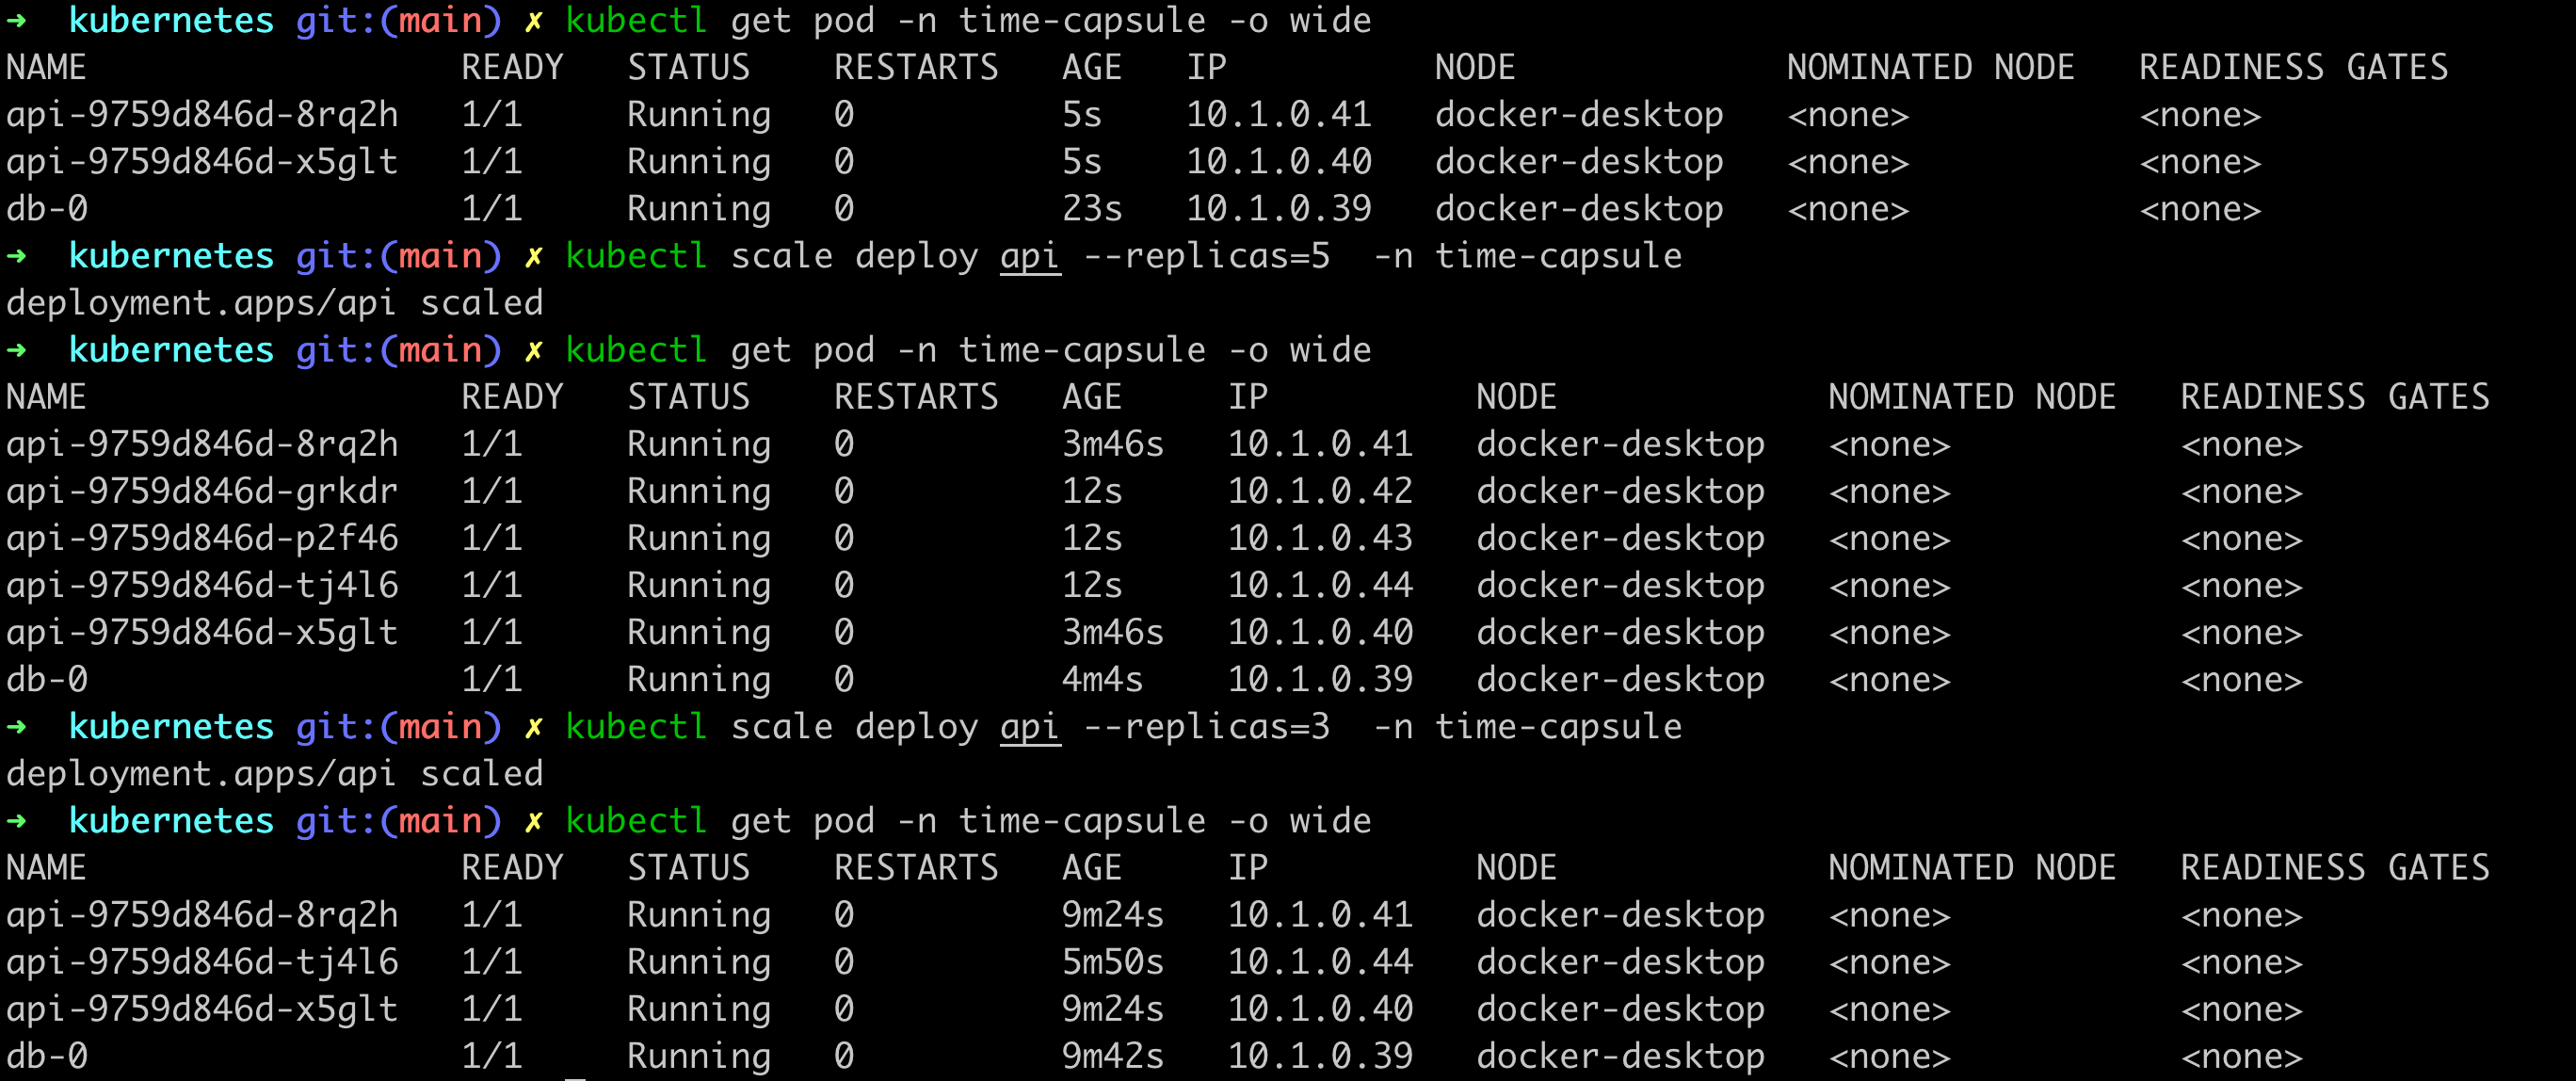 ➜  kubernetes git:(main) ✗ kubectl get pod -n time-capsule -o wide
NAME                  READY   STATUS    RESTARTS   AGE   IP          NODE             NOMINATED NODE   READINESS GATES
api-9759d846d-8rq2h   1/1     Running   0          5s    10.1.0.41   docker-desktop   <none>           <none>
api-9759d846d-x5glt   1/1     Running   0          5s    10.1.0.40   docker-desktop   <none>           <none>
db-0                  1/1     Running   0          23s   10.1.0.39   docker-desktop   <none>           <none>
➜  kubernetes git:(main) ✗ kubectl scale deploy api --replicas=5  -n time-capsule
deployment.apps/api scaled
➜  kubernetes git:(main) ✗ kubectl get pod -n time-capsule -o wide
NAME                  READY   STATUS    RESTARTS   AGE     IP          NODE             NOMINATED NODE   READINESS GATES
api-9759d846d-8rq2h   1/1     Running   0          3m46s   10.1.0.41   docker-desktop   <none>           <none>
api-9759d846d-grkdr   1/1     Running   0          12s     10.1.0.42   docker-desktop   <none>           <none>
api-9759d846d-p2f46   1/1     Running   0          12s     10.1.0.43   docker-desktop   <none>           <none>
api-9759d846d-tj4l6   1/1     Running   0          12s     10.1.0.44   docker-desktop   <none>           <none>
api-9759d846d-x5glt   1/1     Running   0          3m46s   10.1.0.40   docker-desktop   <none>           <none>
db-0                  1/1     Running   0          4m4s    10.1.0.39   docker-desktop   <none>           <none>
➜  kubernetes git:(main) ✗ kubectl scale deploy api --replicas=3  -n time-capsule
deployment.apps/api scaled
➜  kubernetes git:(main) ✗ kubectl get pod -n time-capsule -o wide
NAME                  READY   STATUS    RESTARTS   AGE     IP          NODE             NOMINATED NODE   READINESS GATES
api-9759d846d-8rq2h   1/1     Running   0          9m24s   10.1.0.41   docker-desktop   <none>           <none>
api-9759d846d-tj4l6   1/1     Running   0          5m50s   10.1.0.44   docker-desktop   <none>           <none>
api-9759d846d-x5glt   1/1     Running   0          9m24s   10.1.0.40   docker-desktop   <none>           <none>
db-0                  1/1     Running   0          9m42s   10.1.0.39   docker-desktop   <none>           <none>